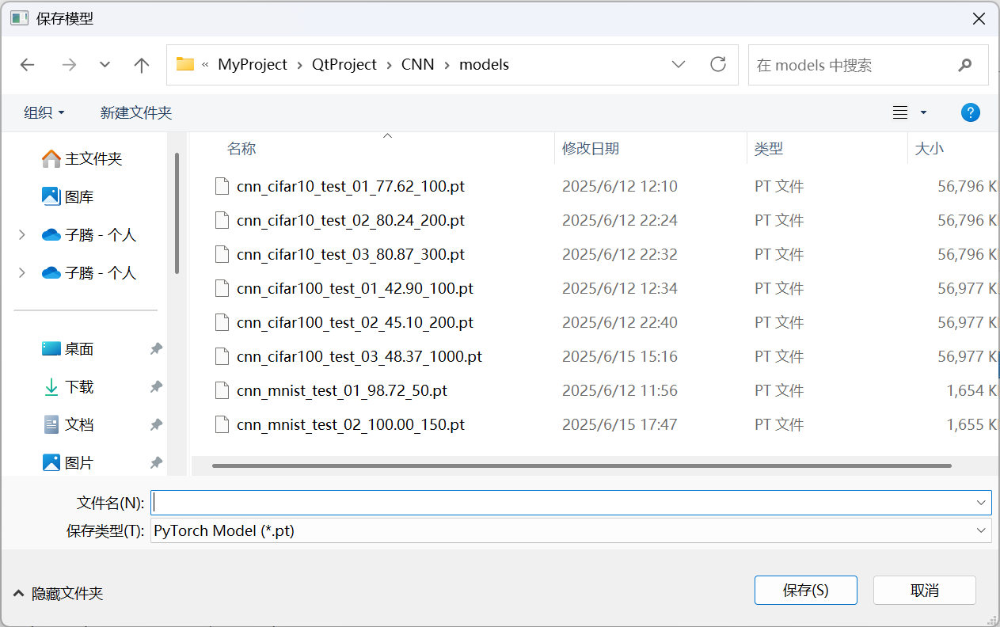 保存模型
« MyProject › QtProject › CNN › models
在 models 中搜索
组织
新建文件夹
?
主文件夹
图库
子腾 - 个人
子腾 - 个人
桌面
下载
文档
图片
名称 修改日期 类型 大小
cnn_cifar10_test_01_77.62_100.pt 2025/6/12 12:10 PT 文件 56,796 K
cnn_cifar10_test_02_80.24_200.pt 2025/6/12 22:24 PT 文件 56,796 K
cnn_cifar10_test_03_80.87_300.pt 2025/6/12 22:32 PT 文件 56,796 K
cnn_cifar100_test_01_42.90_100.pt 2025/6/12 12:34 PT 文件 56,977 K
cnn_cifar100_test_02_45.10_200.pt 2025/6/12 22:40 PT 文件 56,977 K
cnn_cifar100_test_03_48.37_1000.pt 2025/6/15 15:16 PT 文件 56,977 K
cnn_mnist_test_01_98.72_50.pt 2025/6/12 11:56 PT 文件 1,654 K
cnn_mnist_test_02_100.00_150.pt 2025/6/15 17:47 PT 文件 1,655 K
文件名(N):
保存类型(T): PyTorch Model (*.pt)
隐藏文件夹
保存(S)
取消